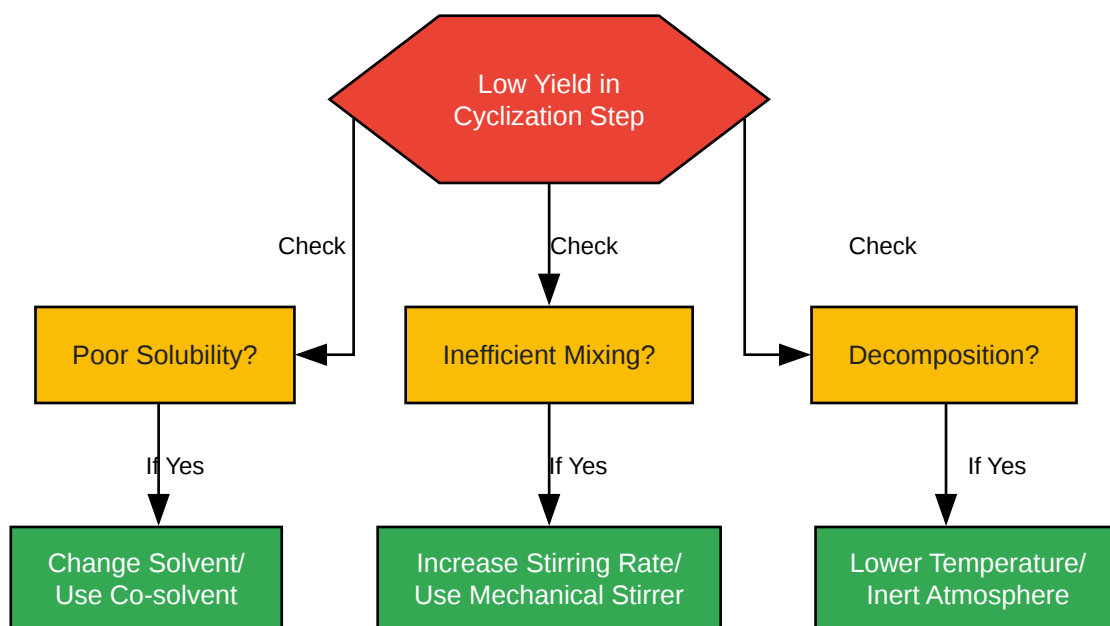 Low Yield in
Cyclization Step
Check
Check
Check
Poor Solubility?
Inefficient Mixing?
Decomposition?
If Yes
If Yes
If Yes
Change Solvent/
Use Co-solvent
Increase Stirring Rate/
Use Mechanical Stirrer
Lower Temperature/
Inert Atmosphere